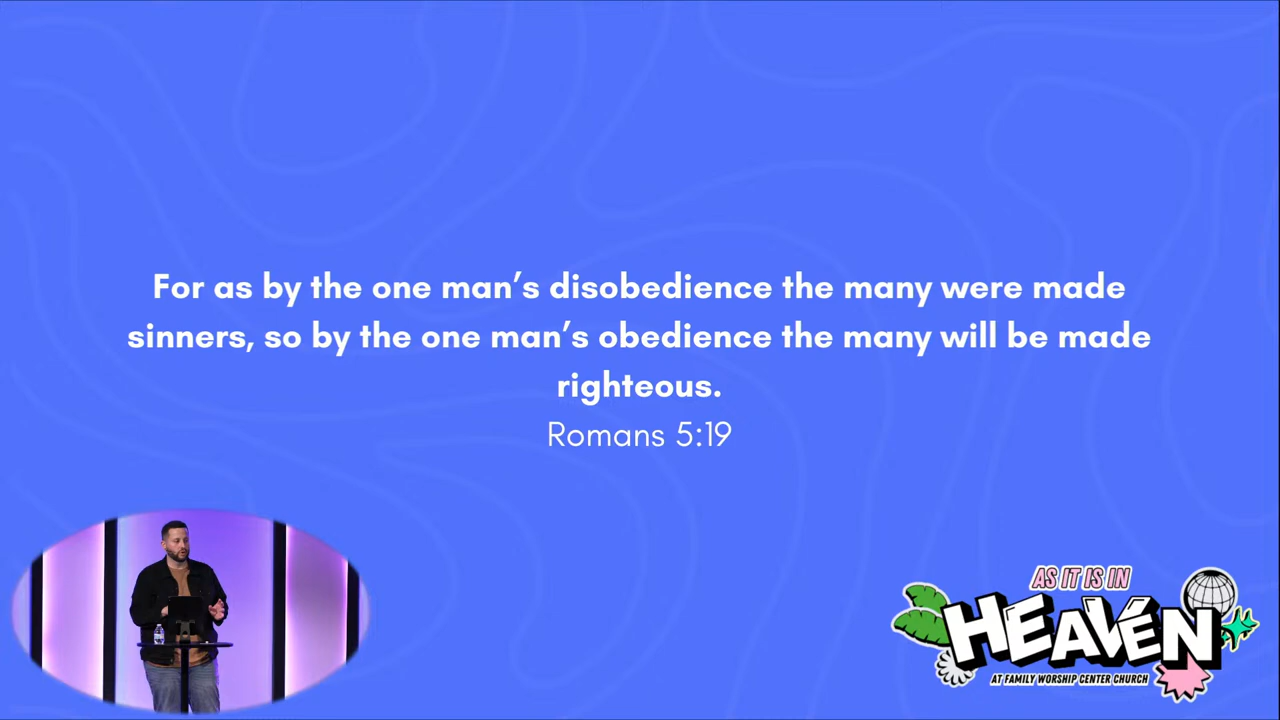 For as by the one man’s disobedience the many were made
sinners, so by the one man’s obedience the many will be made
righteous.
Romans 5:19
AS IT IS IN
HEAVEN
AT FAMILY WORSHIP CENTER CHURCH